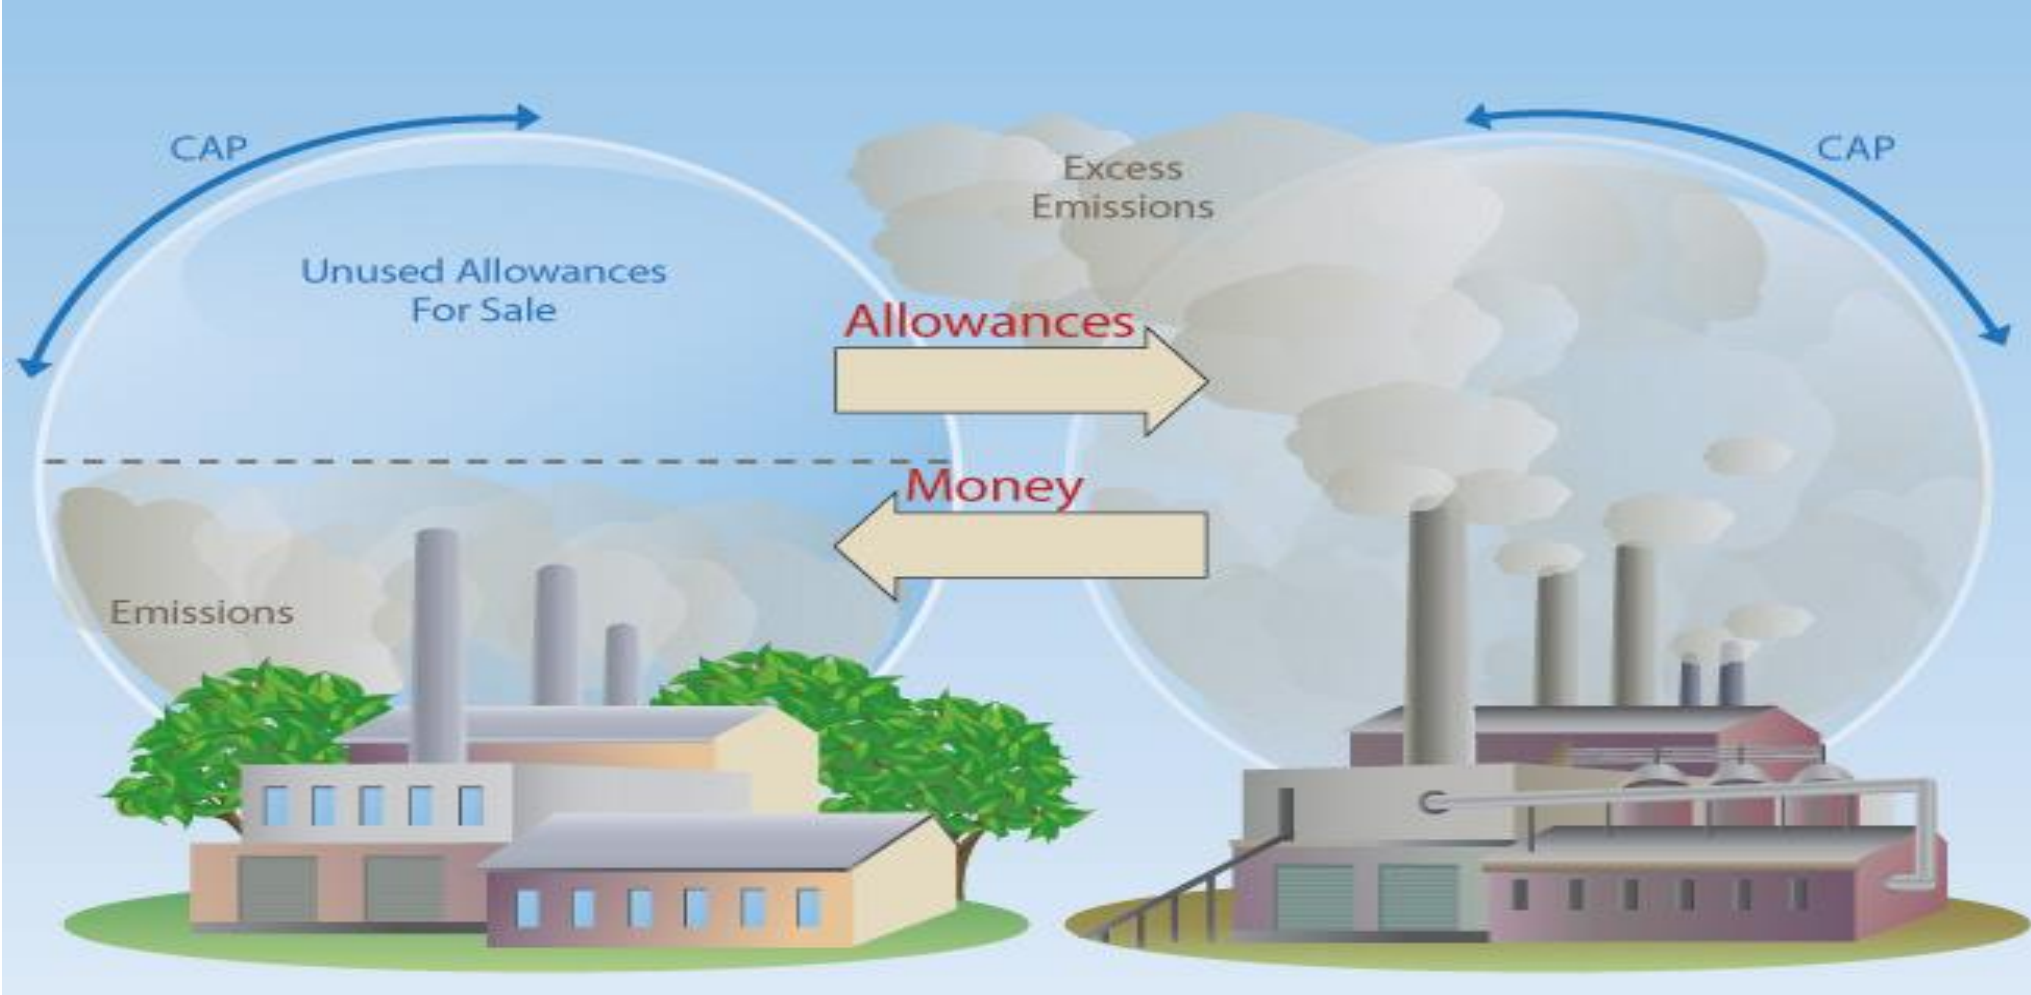 CAP
Unused Allowances
For Sale
Emissions
Allowances
Money
Excess
Emissions
CAP